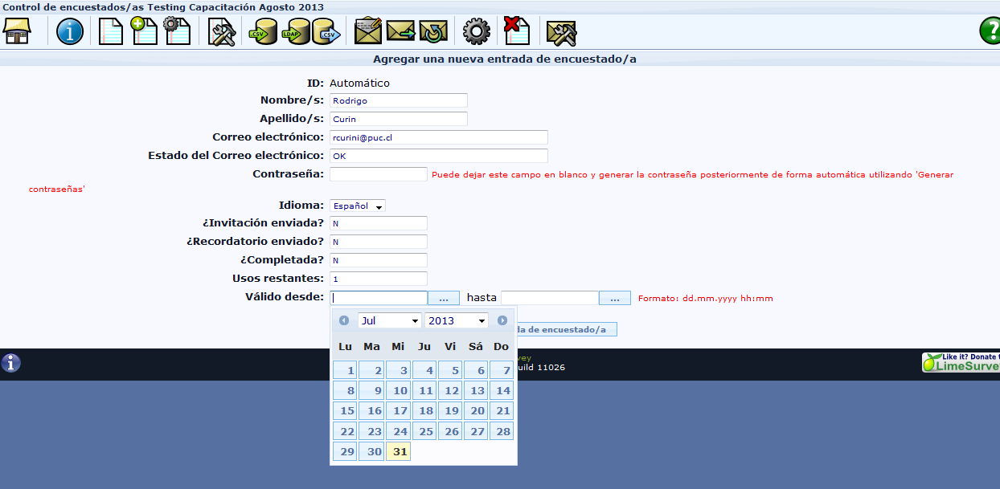 Control de encuestados/as Testing Capacitación Agosto 2013
.CSV LDAP .CSV
Agregar una nueva entrada de encuestado/a
ID: Automático
Nombre/s: Rodrigo
Apellido/s: Curin
Correo electrónico: rcurini@puc.cl
Estado del Correo electrónico: OK
Contraseña: Puede dejar este campo en blanco y generar la contraseña posteriormente de forma automática utilizando 'Generar
contraseñas'
Idioma: Español
¿Invitación enviada? N
¿Recordatorio enviado? N
¿Completada? N
Usos restantes: 1
Válido desde: ... hasta ... Formato: dd.mm.yyyy hh:mm
Jul 2013
da de encuestado/a
Lu Ma Mi Ju Vi Sá Do
vey
uild 11026
Like it? Donate t
LimeSurve
1 2 3 4 5 6 7
8 9 10 11 12 13 14
15 16 17 18 19 20 21
22 23 24 25 26 27 28
29 30 31